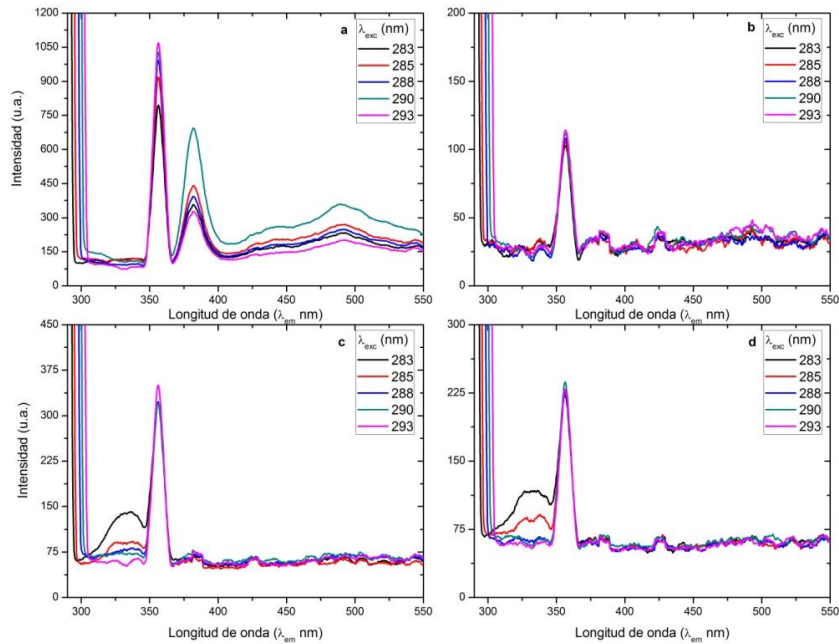 a
λexc (nm)
283
285
288
290
293
Intensidad (u.a.)
1200
1050
900
750
600
450
300
150
0
300 350 400 450 500 550
Longitud de onda (λem nm)
b
λexc (nm)
283
285
288
290
293
200
150
100
50
0
300 350 400 450 500 550
Longitud de onda (λem nm)
c
λexc (nm)
283
285
288
290
293
Intensidad (u.a.)
450
375
300
225
150
75
0
300 350 400 450 500 550
Longitud de onda (λem nm)
d
λexc (nm)
283
285
288
290
293
300
225
150
75
0
300 350 400 450 500 550
Longitud de onda (λem nm)